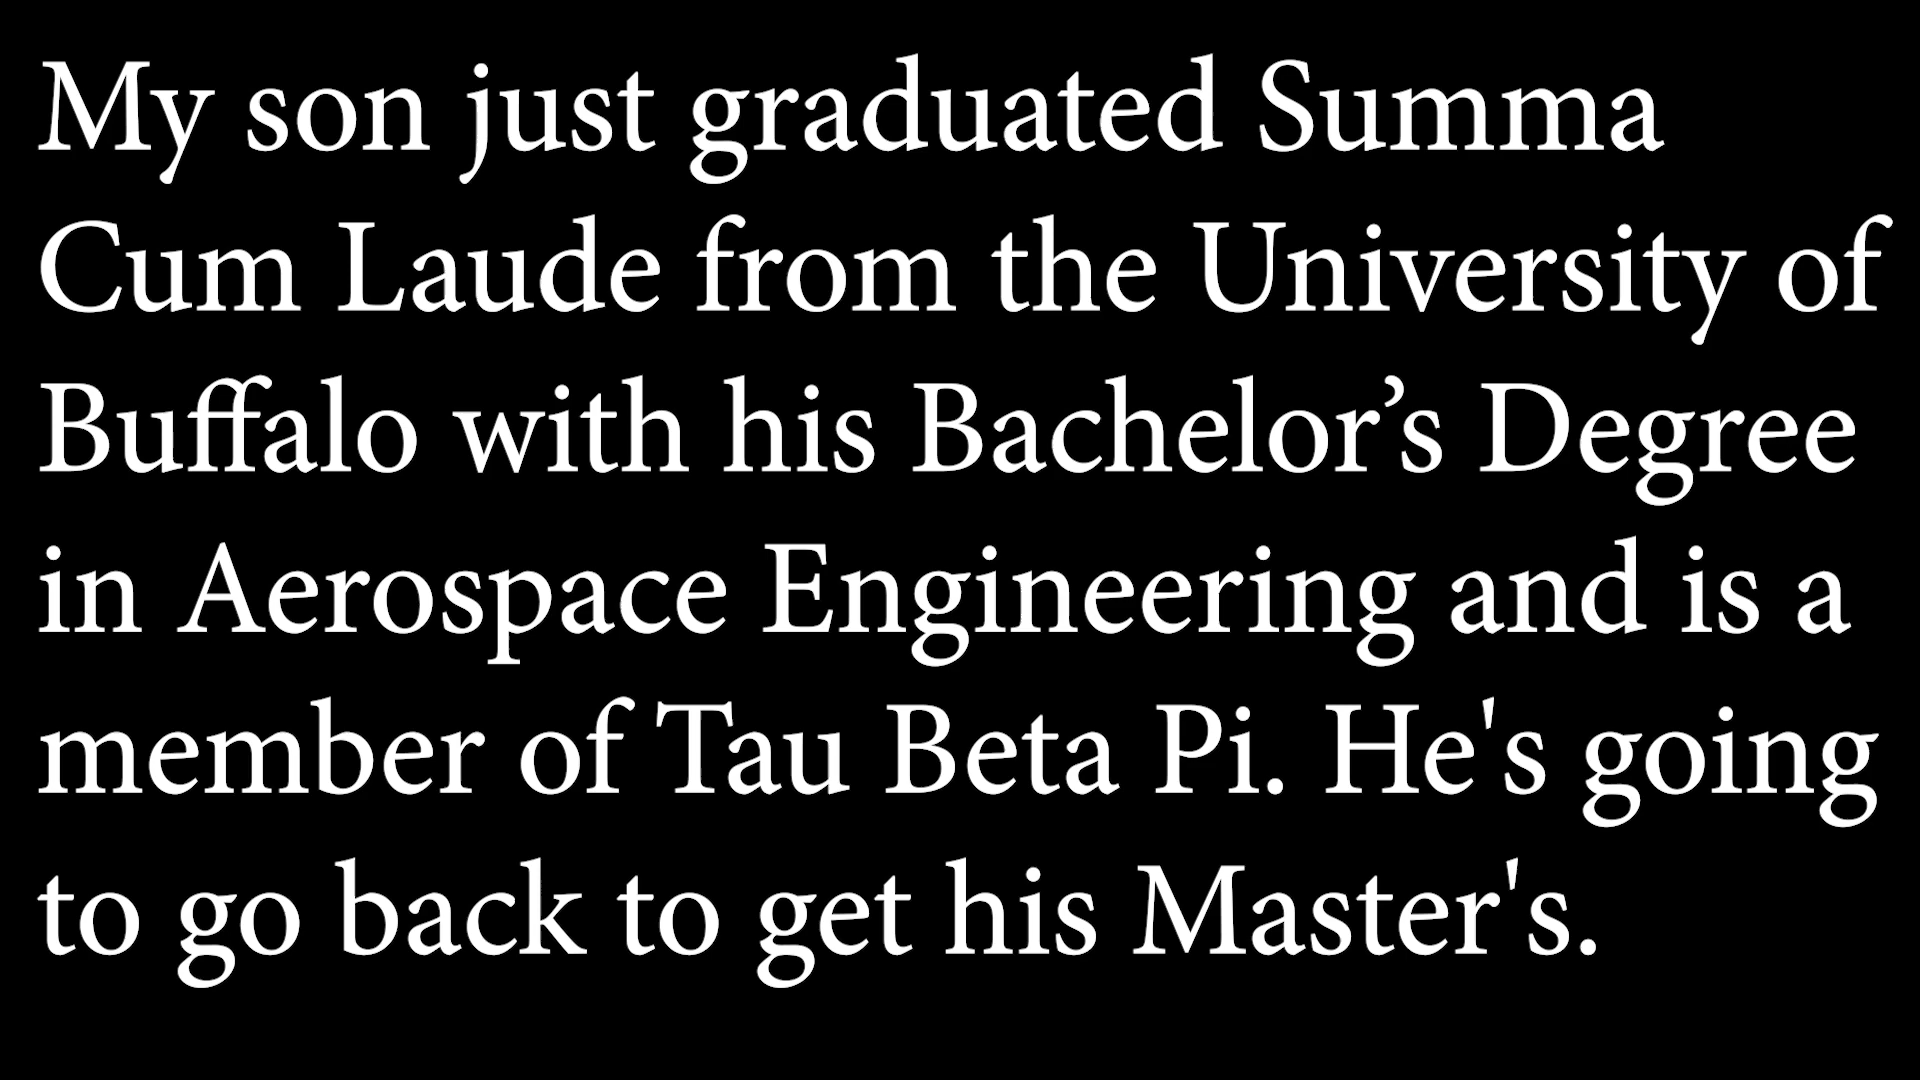 My son just graduated Summa
Cum Laude from the University of
Buffalo with his Bachelor’s Degree
in Aerospace Engineering and is a
member of Tau Beta Pi. He's going
to go back to get his Master's.